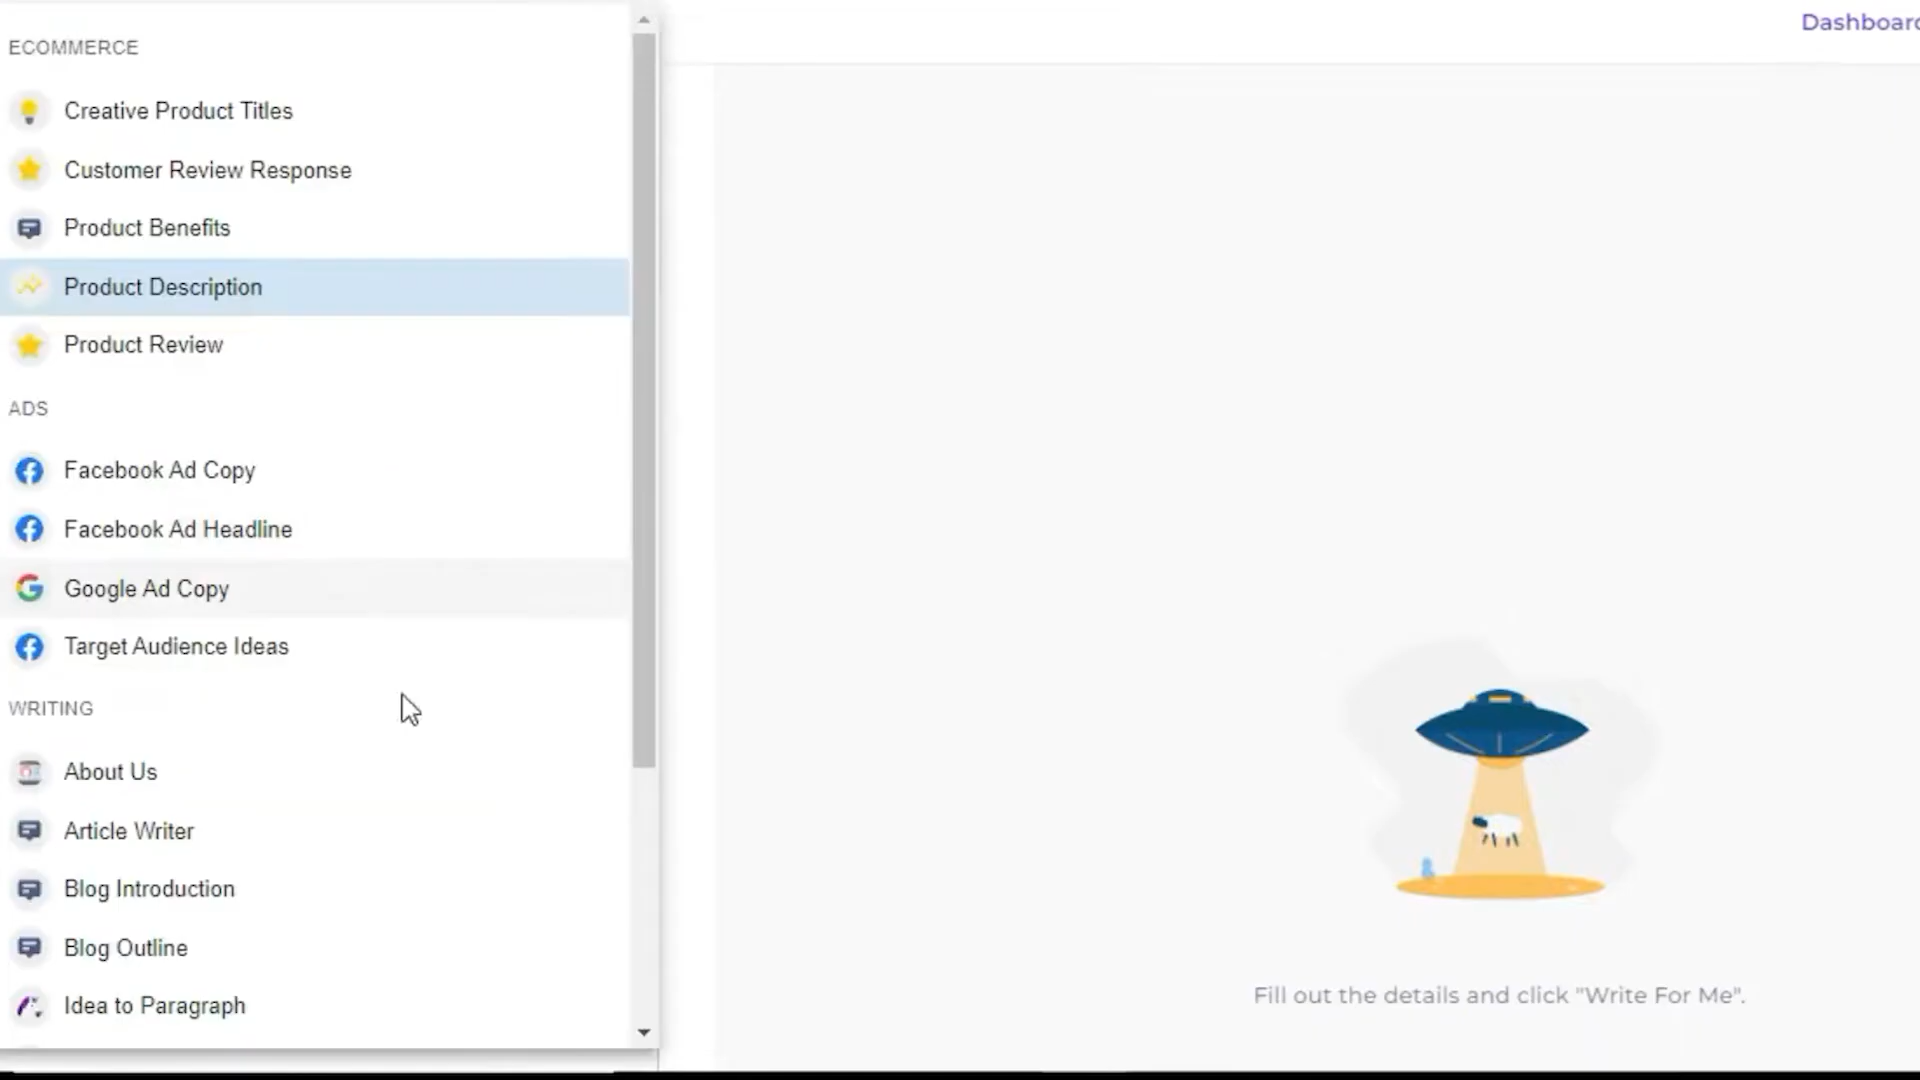 ECOMMERCE
Creative Product Titles
Customer Review Response
Product Benefits
Product Description
Product Review
ADS
Facebook Ad Copy
Facebook Ad Headline
Google Ad Copy
Target Audience Ideas
WRITING
About Us
Article Writer
Blog Introduction
Blog Outline
Idea to Paragraph
Dashboard
Fill out the details and click "Write For Me".